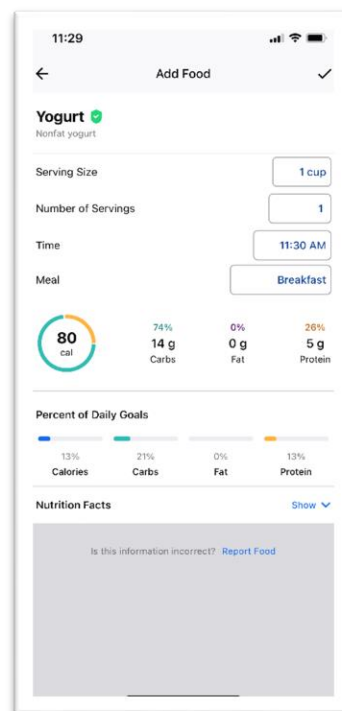 11:29
Add Food
Yogurt
Nonfat yogurt
Serving Size 1 cup
Number of Servings 1
Time 11:30 AM
Meal Breakfast
80
cal
74% 0% 26%
14 g 0 g 5 g
Carbs Fat Protein
Percent of Daily Goals
13% 21% 0% 13%
Calories Carbs Fat Protein
Nutrition Facts Show
Is this information incorrect? Report Food